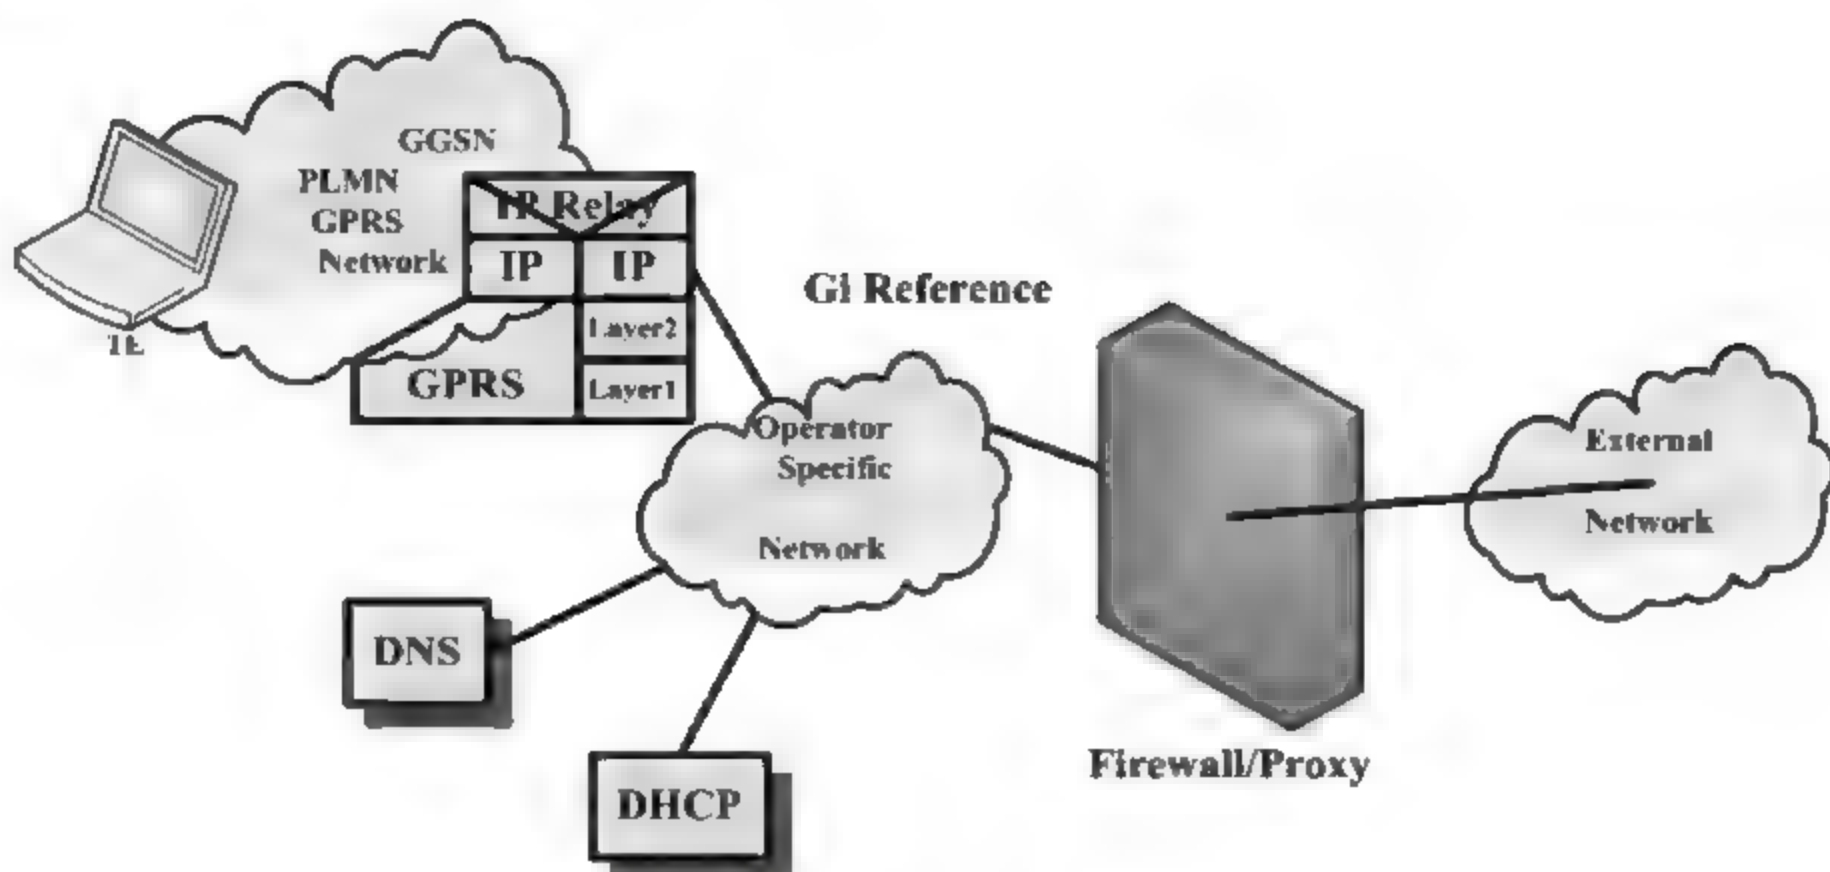 GGSN
PLMN
GPRS
Network
TE
IP Relay
IP IP
Layer2
GPRS
Layer1
Gi Reference
Operator
Specific
Network
External
Network
DNS
DHCP
Firewall/Proxy